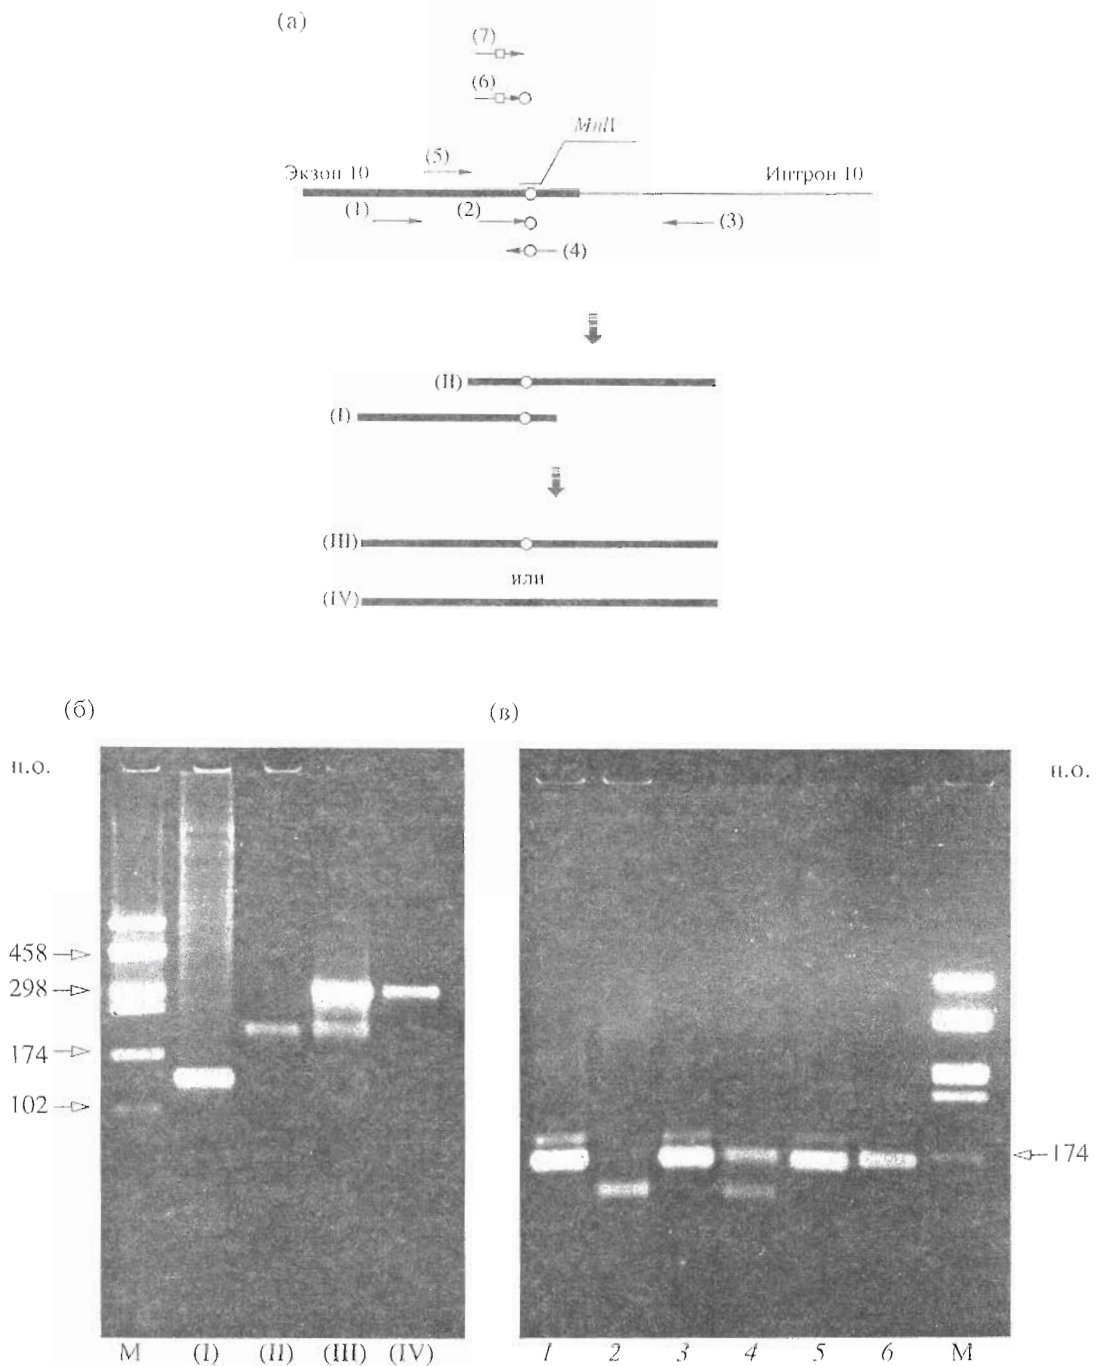 (а)
(7)
(6)
MnlI
(5)
Экзон 10
Интрон 10
(1)
(2)
(3)
(4)
(II)
(I)
(III)
или
(IV)
(б)
(в)
п.о.
п.о.
458
298
174
102
174
М (I) (II) (III) (IV)
1 2 3 4 5 6 М